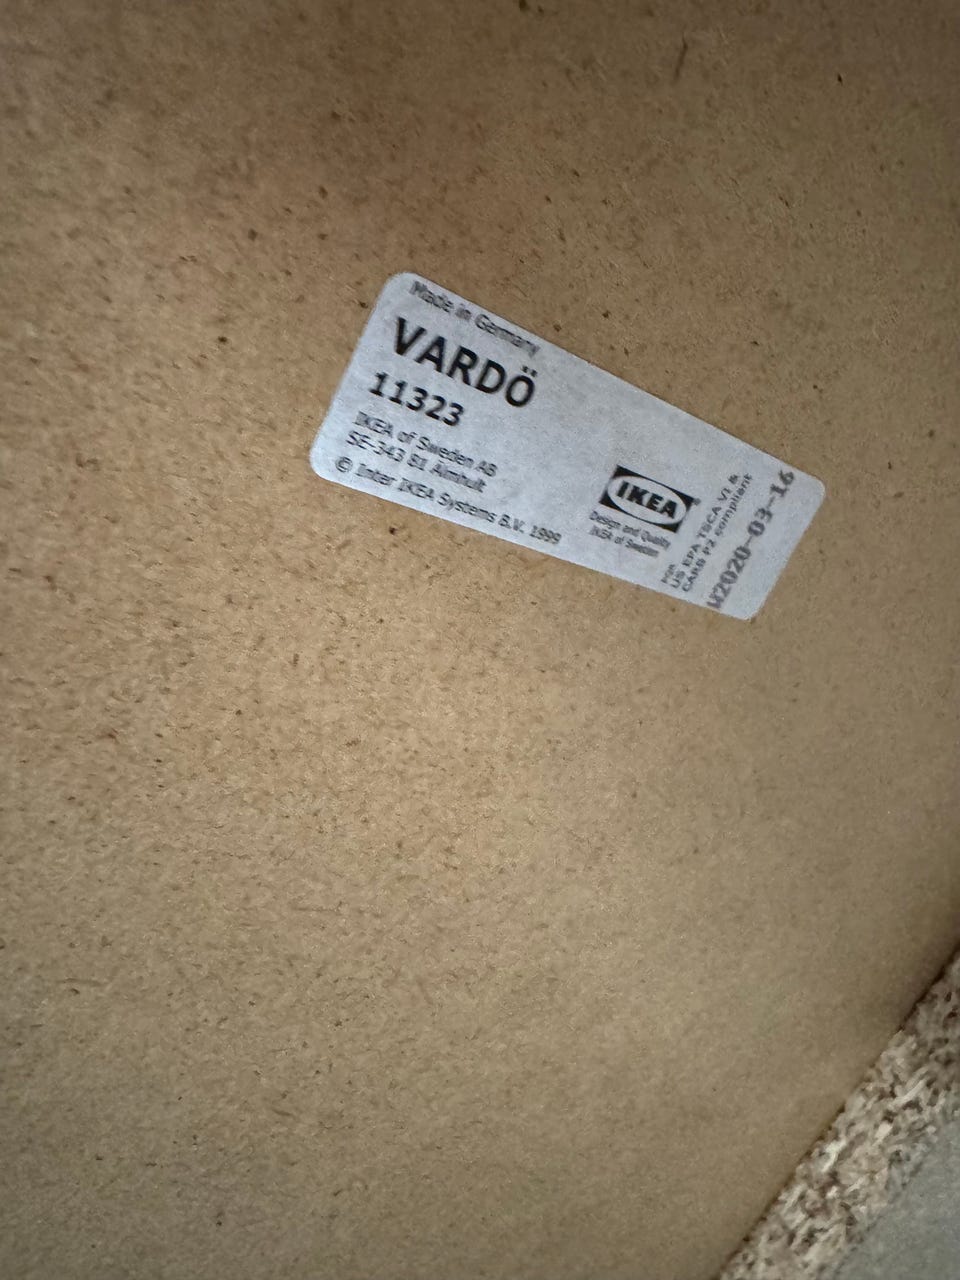 Made in Germany
VARDÖ
11323
IKEA of Sweden AB
SE-343 81 Älmhult
© Inter IKEA Systems B.V. 1999
IKEA®
Design and Quality
IKEA of Sweden
FOR
US EPA TSCA VI &
CARB P2 compliant
W2020-03-16